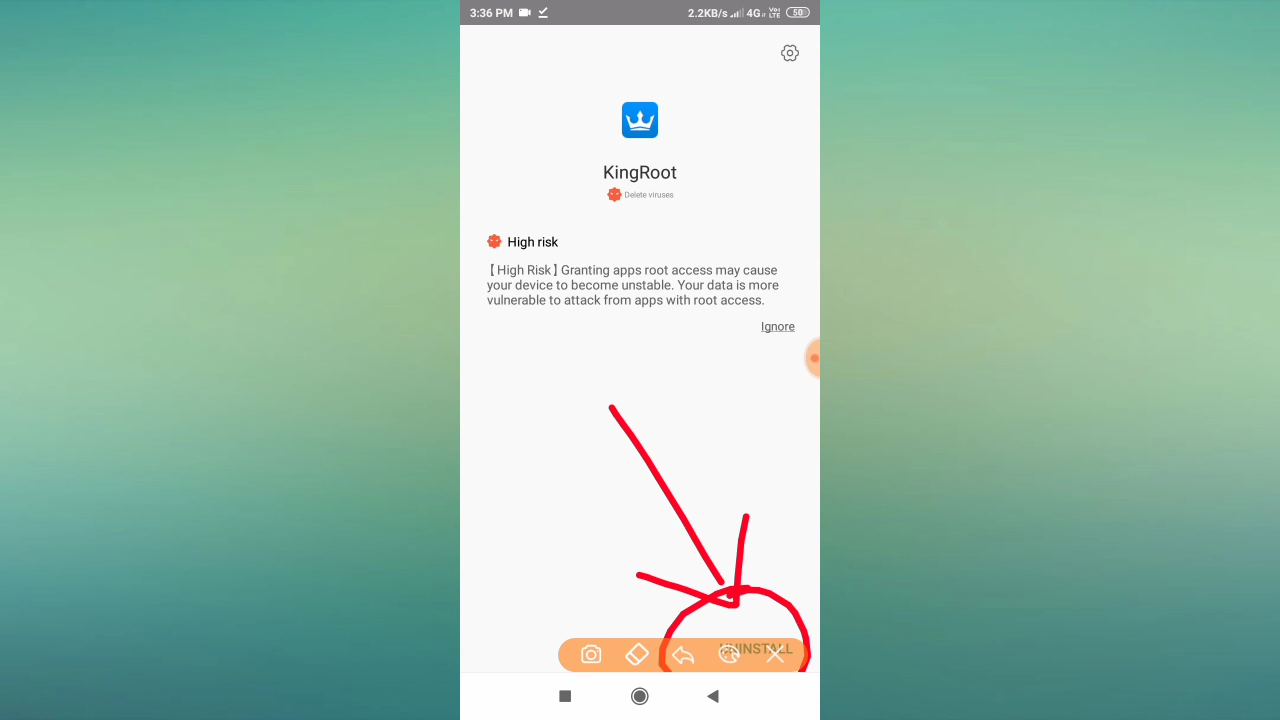 3:36 PM 2.2KB/s 4G Vo) LTE 50
KingRoot
Delete viruses
High risk
【High Risk】Granting apps root access may cause
your device to become unstable. Your data is more
vulnerable to attack from apps with root access.
Ignore
UNINSTALL